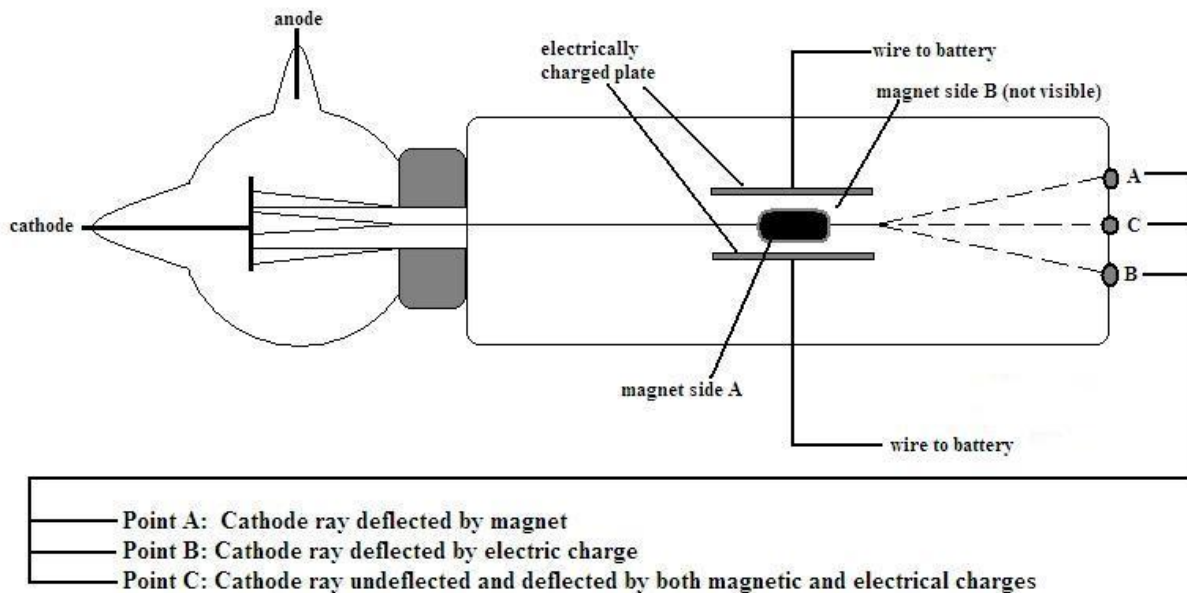 anode
electrically
charged plate
wire to battery
magnet side B (not visible)
cathode
A
C
B
magnet side A
wire to battery
Point A:  Cathode ray deflected by magnet
Point B: Cathode ray deflected by electric charge
Point C: Cathode ray undeflected and deflected by both magnetic and electrical charges